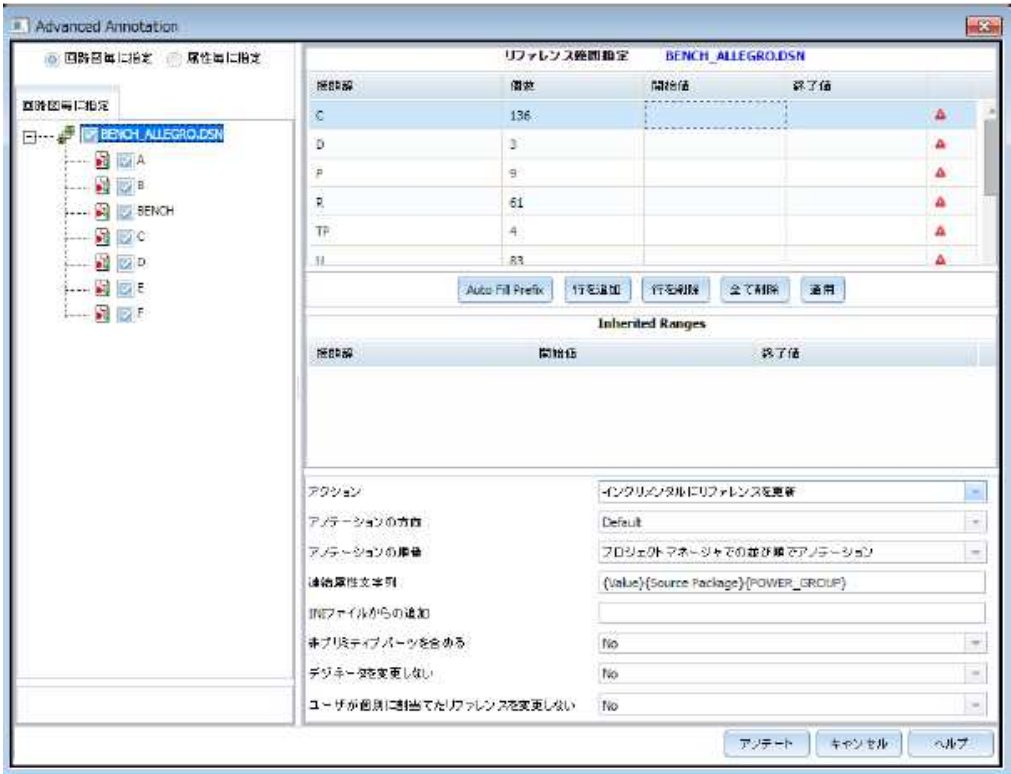 Advanced Annotation
回路図毎に指定 属性毎に指定
回路図毎に指定
BENCH_ALLEGRO.DSN
A
B
BENCH
C
D
E
F
リファレンス範囲指定 BENCH_ALLEGRO.DSN
接頭辞 個数 開始値 終了値
C 136
D 3
P 9
R 61
TP 4
U 83
Auto Fill Prefix 行を追加 行を削除 全て削除 適用
Inherited Ranges
接頭辞 開始値 終了値
アクション インクリメンタルにリファレンスを更新
アノテーションの方向 Default
アノテーションの順番 プロジェクトマネージャでの並び順でアノテーション
連結属性文字列 {Value}{Source Package}{POWER_GROUP}
INIファイルからの追加
非プリミティブパーツを含める No
デジネータを変更しない No
ユーザが個別に割当てたリファレンスを変更しない No
アノテート キャンセル ヘルプ